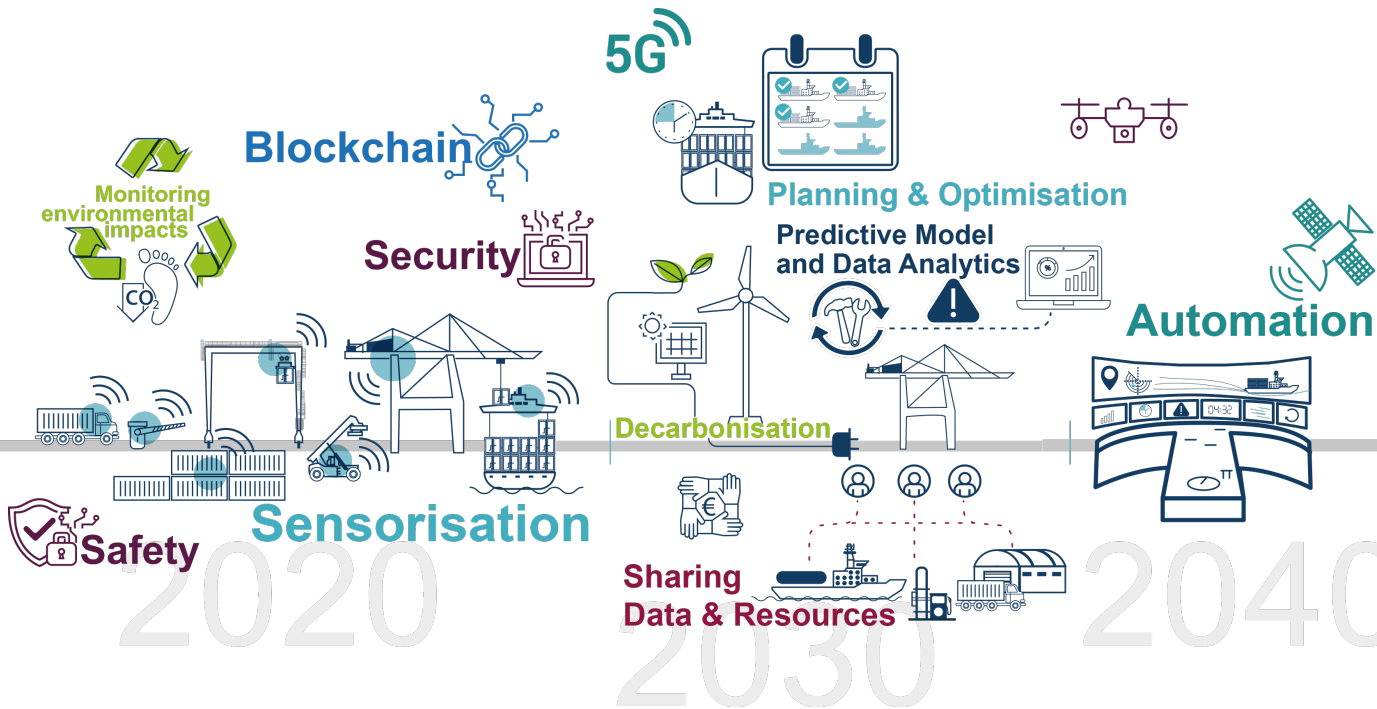 5G
Blockchain
Monitoring
environmental
impacts
CO2
Security
Planning & Optimisation
Predictive Model
and Data Analytics
%
!
Automation
!
04:32
Decarbonisation
Sensorisation
Safety
€
Sharing
Data & Resources
2020
2030
2040